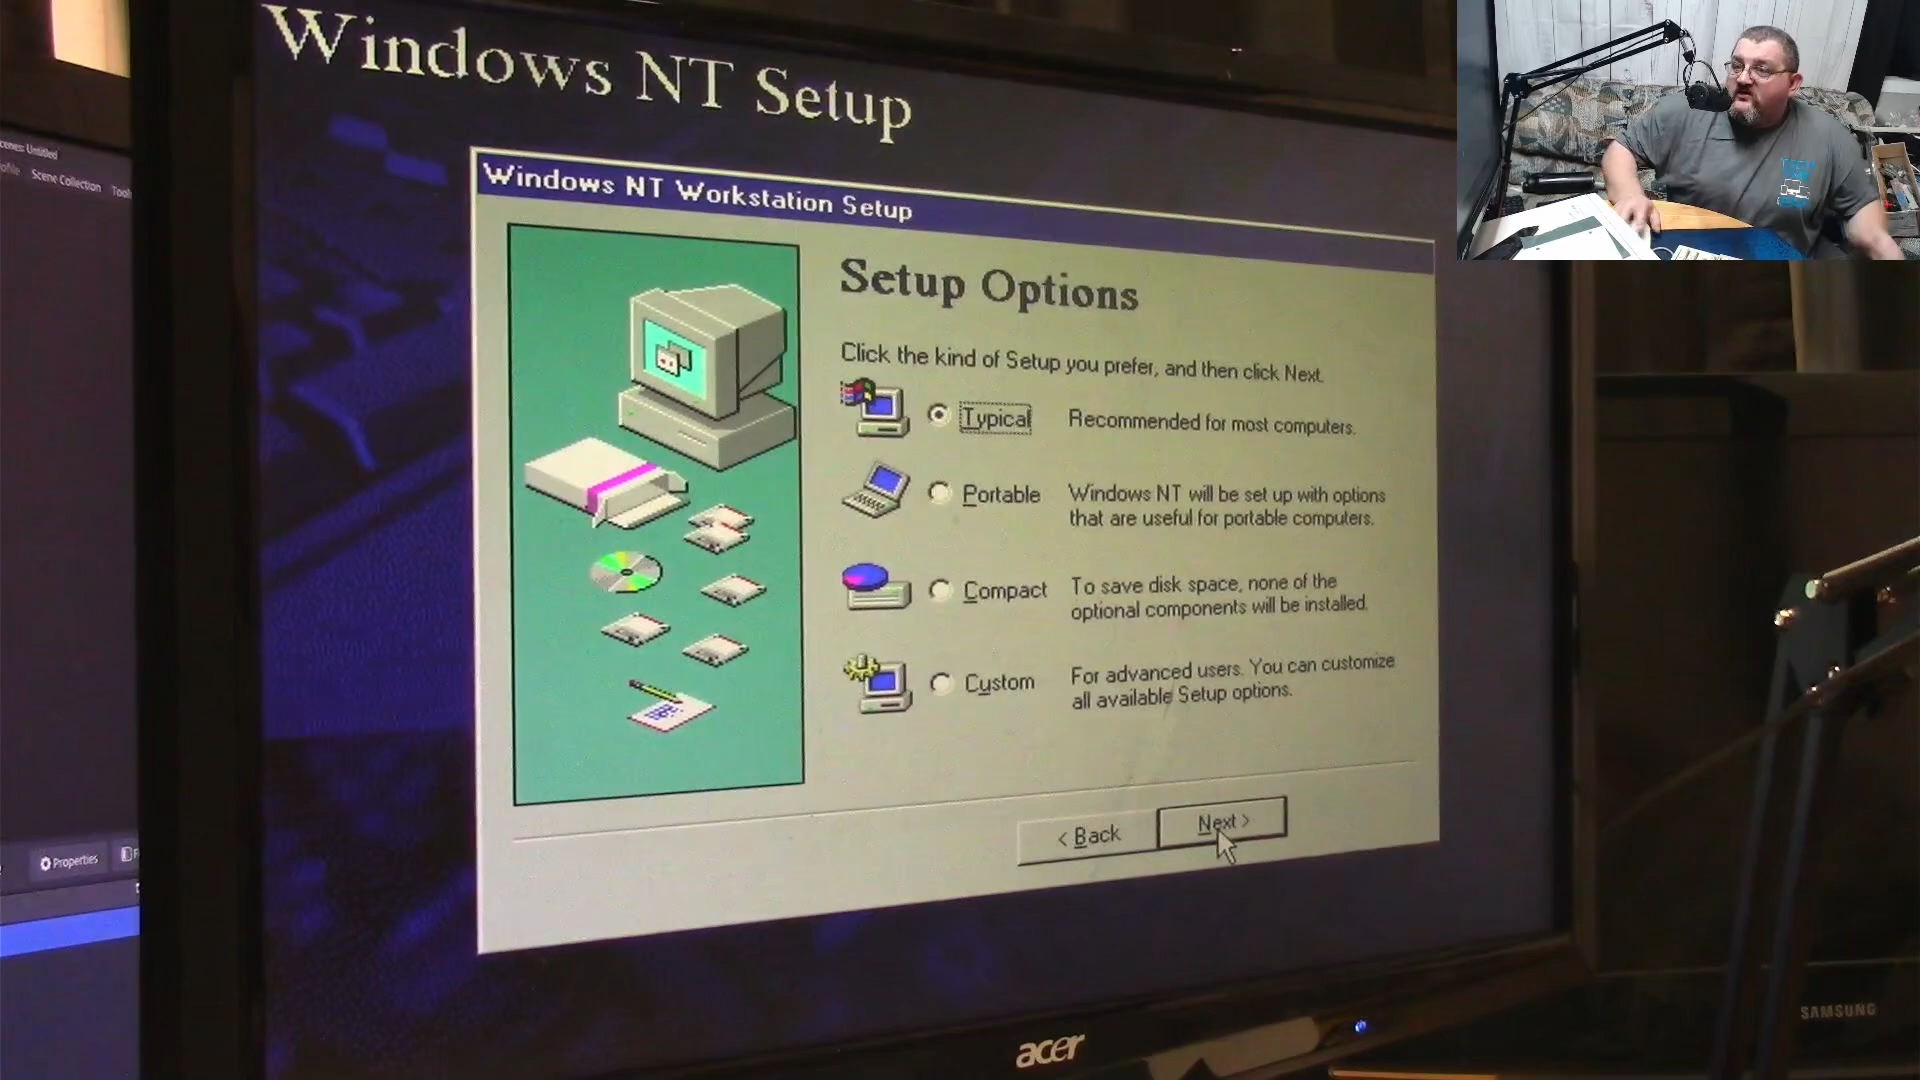 Windows NT Setup
Windows NT Workstation Setup
Setup Options
Click the kind of Setup you prefer, and then click Next.
Typical
Recommended for most computers.
Portable
Windows NT will be set up with options
that are useful for portable computers.
Compact
To save disk space, none of the
optional components will be installed.
Custom
For advanced users. You can customize
all available Setup options.
< Back
Next >
acer
SAMSUNG
Untitled
Scene Collection
Properties